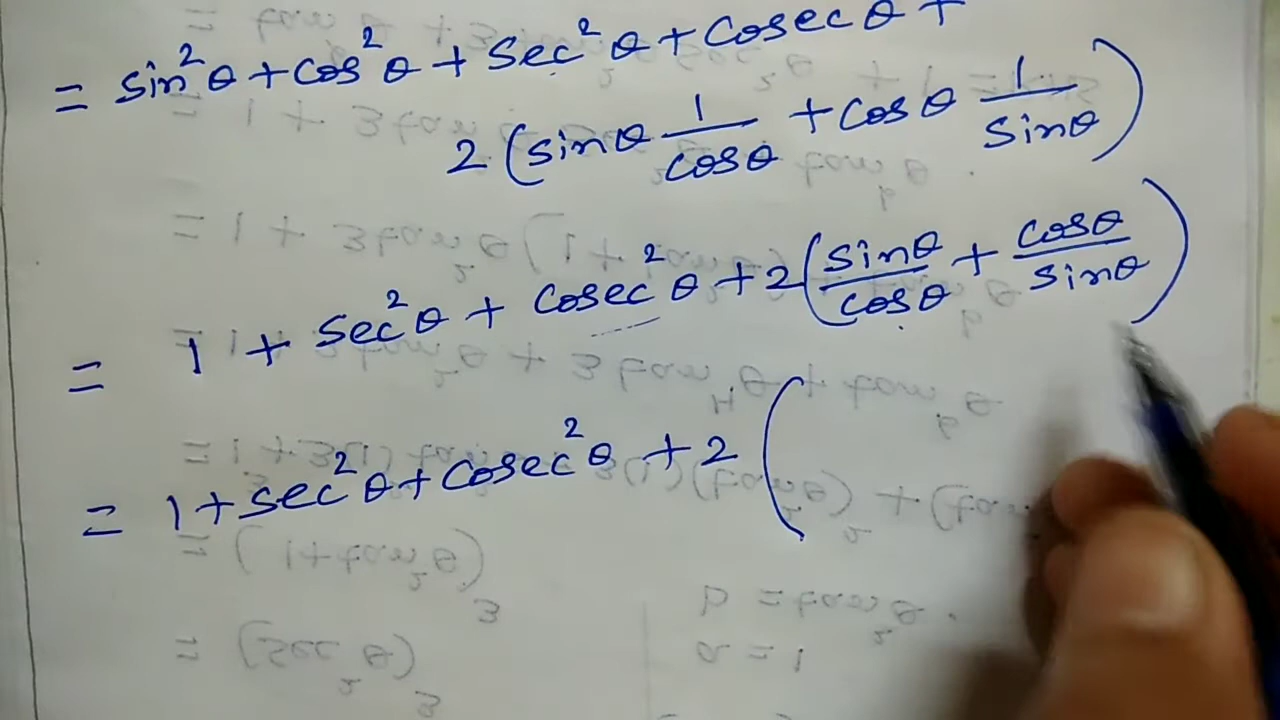 = sin²θ + cos²θ + sec²θ + cosecθ +
2 (sinθ 1/cosθ + cosθ 1/sinθ)
= 1 + sec²θ + cosec²θ + 2 (sinθ/cosθ + cosθ/sinθ)
= 1 + sec²θ + cosec²θ + 2 (